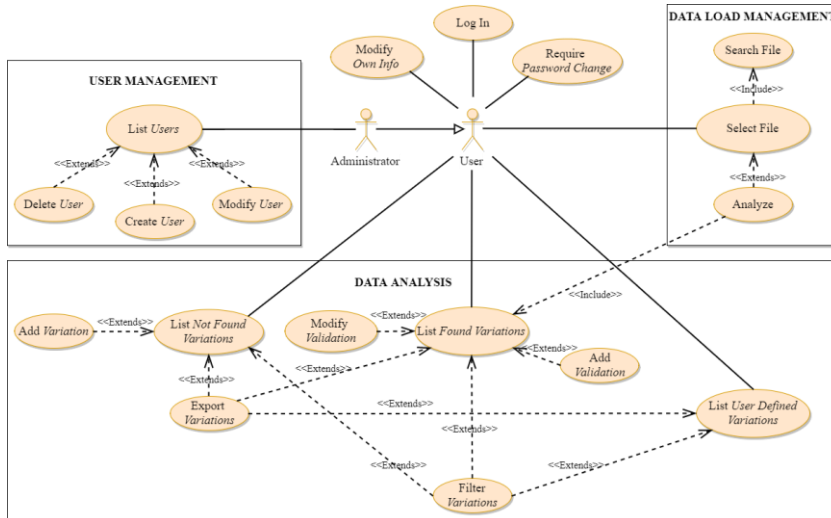 DATA LOAD MANAGEMENT
Log In
Modify
Own Info
Require
Password Change
Search File
<<Include>>
USER MANAGEMENT
List Users
Administrator
User
Select File
<<Extends>>
<<Extends>>
<<Extends>>
<<Extends>>
Delete User
Create User
Modify User
Analyze
DATA ANALYSIS
<<Include>>
Add Variation
<<Extends>>
List Not Found
Variations
Modify
Validation
<<Extends>>
List Found Variations
<<Extends>>
Add
Validation
<<Extends>>
<<Extends>>
Export
Variations
<<Extends>>
List User Defined
Variations
<<Extends>>
<<Extends>>
<<Extends>>
Filter
Variations